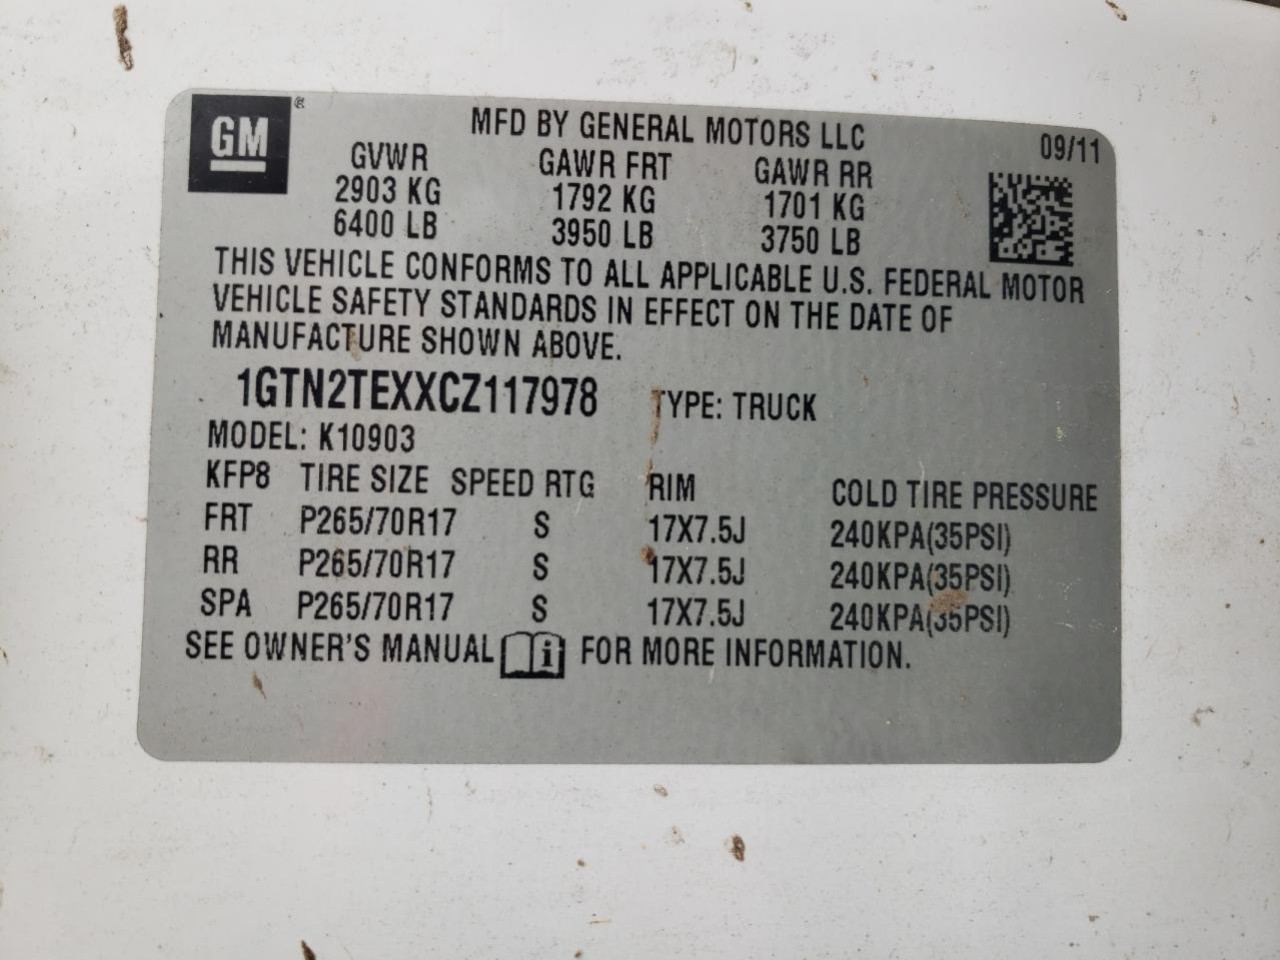 GM®
MFD BY GENERAL MOTORS LLC 09/11
GVWR GAWR FRT GAWR RR
2903 KG 1792 KG 1701 KG
6400 LB 3950 LB 3750 LB
THIS VEHICLE CONFORMS TO ALL APPLICABLE U.S. FEDERAL MOTOR
VEHICLE SAFETY STANDARDS IN EFFECT ON THE DATE OF
MANUFACTURE SHOWN ABOVE.
1GTN2TEXXCZ117978 TYPE: TRUCK
MODEL: K10903
KFP8 TIRE SIZE SPEED RTG RIM COLD TIRE PRESSURE
FRT P265/70R17 S 17X7.5J 240KPA(35PSI)
RR P265/70R17 S 17X7.5J 240KPA(35PSI)
SPA P265/70R17 S 17X7.5J 240KPA(35PSI)
SEE OWNER'S MANUAL i FOR MORE INFORMATION.